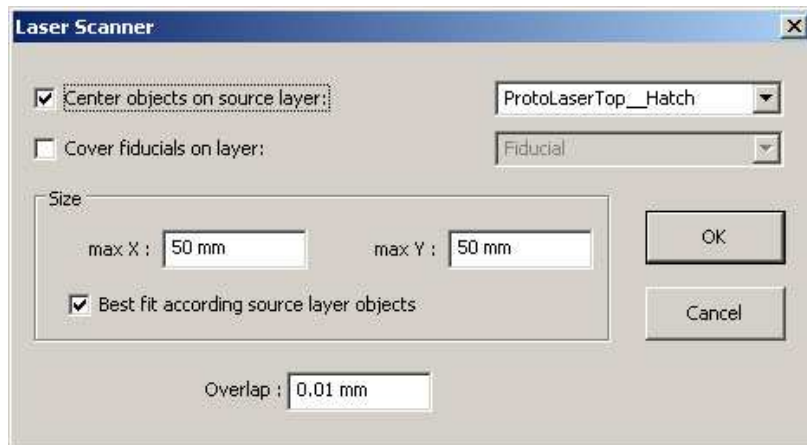 Laser Scanner
Center objects on source layer:
ProtoLaserTop__Hatch
Cover fiducials on layer:
Fiducial
Size
max X : 50 mm
max Y : 50 mm
OK
Best fit according source layer objects
Cancel
Overlap : 0.01 mm